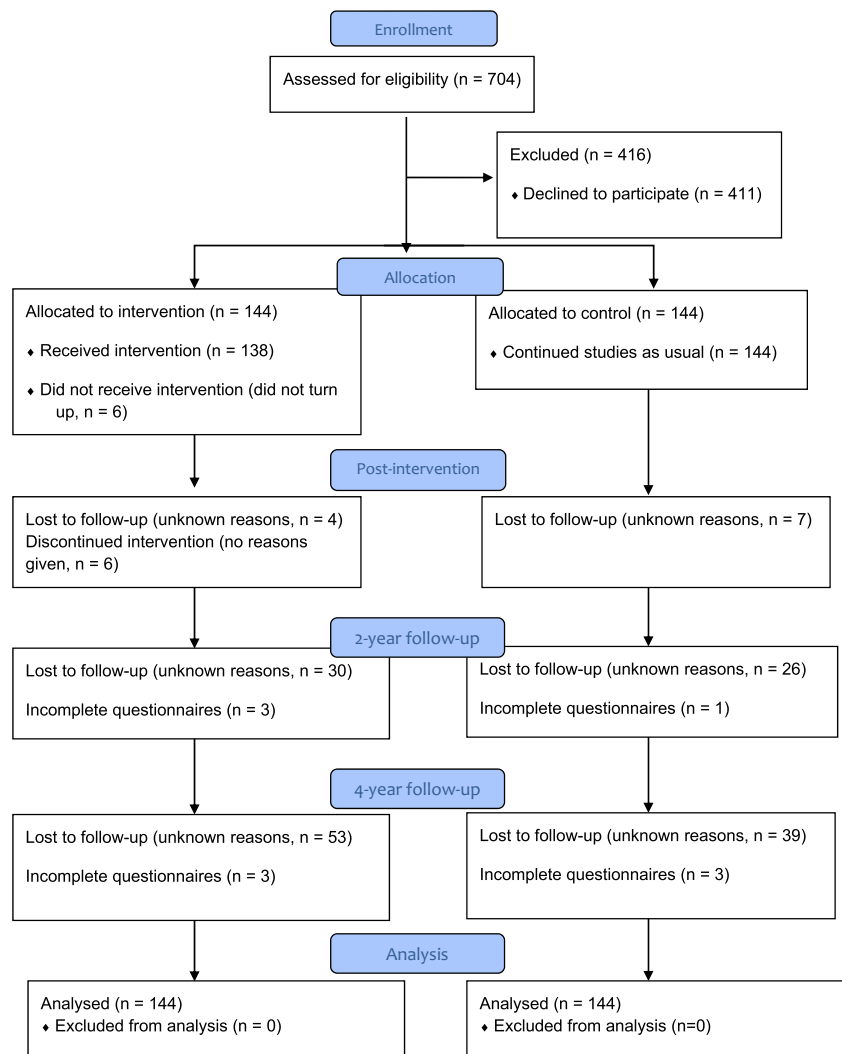 Enrollment
Assessed for eligibility (n = 704)
Excluded (n = 416)
♦ Declined to participate (n = 411)
Allocation
Allocated to intervention (n = 144)
♦ Received intervention (n = 138)
♦ Did not receive intervention (did not turn
up, n = 6)
Allocated to control (n = 144)
♦ Continued studies as usual (n = 144)
Post-intervention
Lost to follow-up (unknown reasons, n = 4)
Discontinued intervention (no reasons
given, n = 6)
Lost to follow-up (unknown reasons, n = 7)
2-year follow-up
Lost to follow-up (unknown reasons, n = 30)
Incomplete questionnaires (n = 3)
Lost to follow-up (unknown reasons, n = 26)
Incomplete questionnaires (n = 1)
4-year follow-up
Lost to follow-up (unknown reasons, n = 53)
Incomplete questionnaires (n = 3)
Lost to follow-up (unknown reasons, n = 39)
Incomplete questionnaires (n = 3)
Analysis
Analysed (n = 144)
♦ Excluded from analysis (n = 0)
Analysed (n = 144)
♦ Excluded from analysis (n=0)